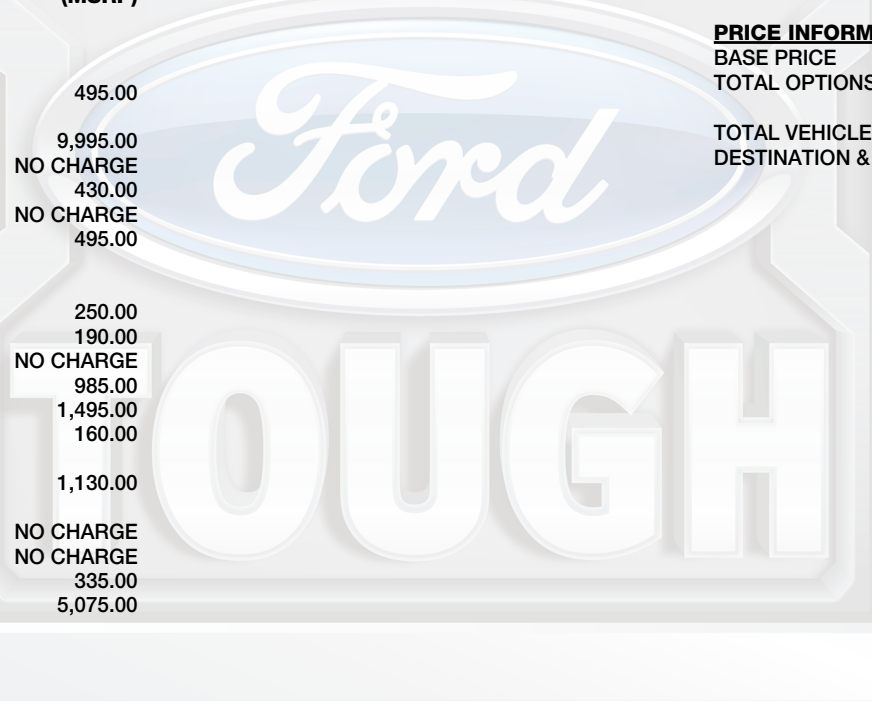 495.00
9,995.00
NO CHARGE
430.00
NO CHARGE
495.00
250.00
190.00
NO CHARGE
985.00
1,495.00
160.00
1,130.00
NO CHARGE
NO CHARGE
335.00
5,075.00
PRICE INFORM
BASE PRICE
TOTAL OPTIONS
TOTAL VEHICLE
DESTINATION &
Ford
TOUGH